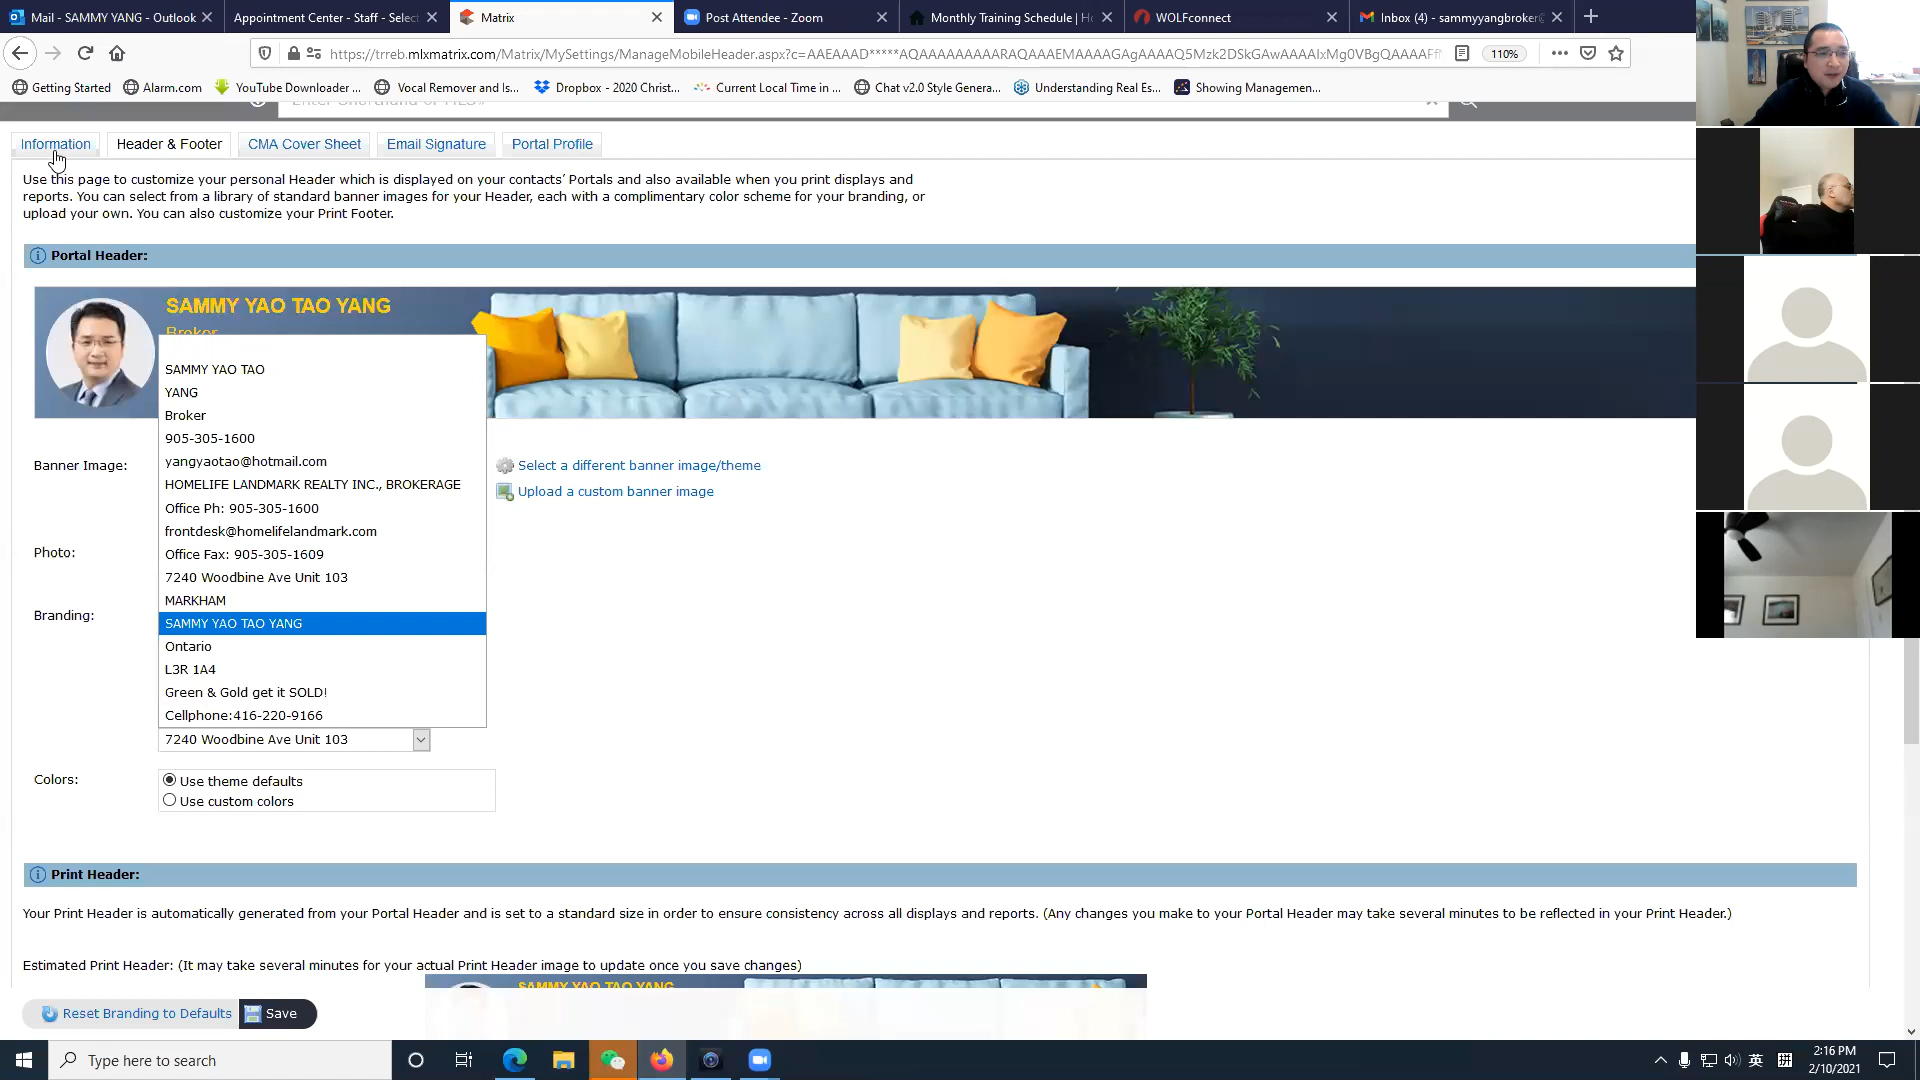 Mail - SAMMY YANG - Outlook
Appointment Center - Staff - Select
Matrix
Post Attendee - Zoom
Monthly Training Schedule | H
WOLFconnect
Inbox (4) - sammyyangbroker@
https://trreb.mlxmatrix.com/Matrix/MySettings/ManageMobileHeader.aspx?c=AAEAAAD*****AQAAAAAAAAARAQAAAEMAAAAGAgAAAAQ5Mzk2DSkGAwAAAAIxMg0VBgQAAAAFf
110%
Getting Started
Alarm.com
YouTube Downloader ...
Vocal Remover and Is...
Dropbox - 2020 Christ...
Current Local Time in ...
Chat v2.0 Style Genera...
Understanding Real Es...
Showing Managemen...
Information
Header & Footer
CMA Cover Sheet
Email Signature
Portal Profile
Use this page to customize your personal Header which is displayed on your contacts' Portals and also available when you print displays and
reports. You can select from a library of standard banner images for your Header, each with a complimentary color scheme for your branding, or
upload your own. You can also customize your Print Footer.
Portal Header:
SAMMY YAO TAO YANG
Broker
SAMMY YAO TAO
YANG
Broker
905-305-1600
yangyaotao@hotmail.com
HOMELIFE LANDMARK REALTY INC., BROKERAGE
Office Ph: 905-305-1600
frontdesk@homelifelandmark.com
Office Fax: 905-305-1609
7240 Woodbine Ave Unit 103
MARKHAM
SAMMY YAO TAO YANG
Ontario
L3R 1A4
Green & Gold get it SOLD!
Cellphone:416-220-9166
7240 Woodbine Ave Unit 103
Banner Image:
Select a different banner image/theme
Upload a custom banner image
Photo:
Branding:
Colors:
Use theme defaults
Use custom colors
Print Header:
Your Print Header is automatically generated from your Portal Header and is set to a standard size in order to ensure consistency across all displays and reports. (Any changes you make to your Portal Header may take several minutes to be reflected in your Print Header.)
Estimated Print Header: (It may take several minutes for your actual Print Header image to update once you save changes)
SAMMY YAO TAO YANG
Reset Branding to Defaults
Save
Type here to search
英
拼
2:16 PM
2/10/2021